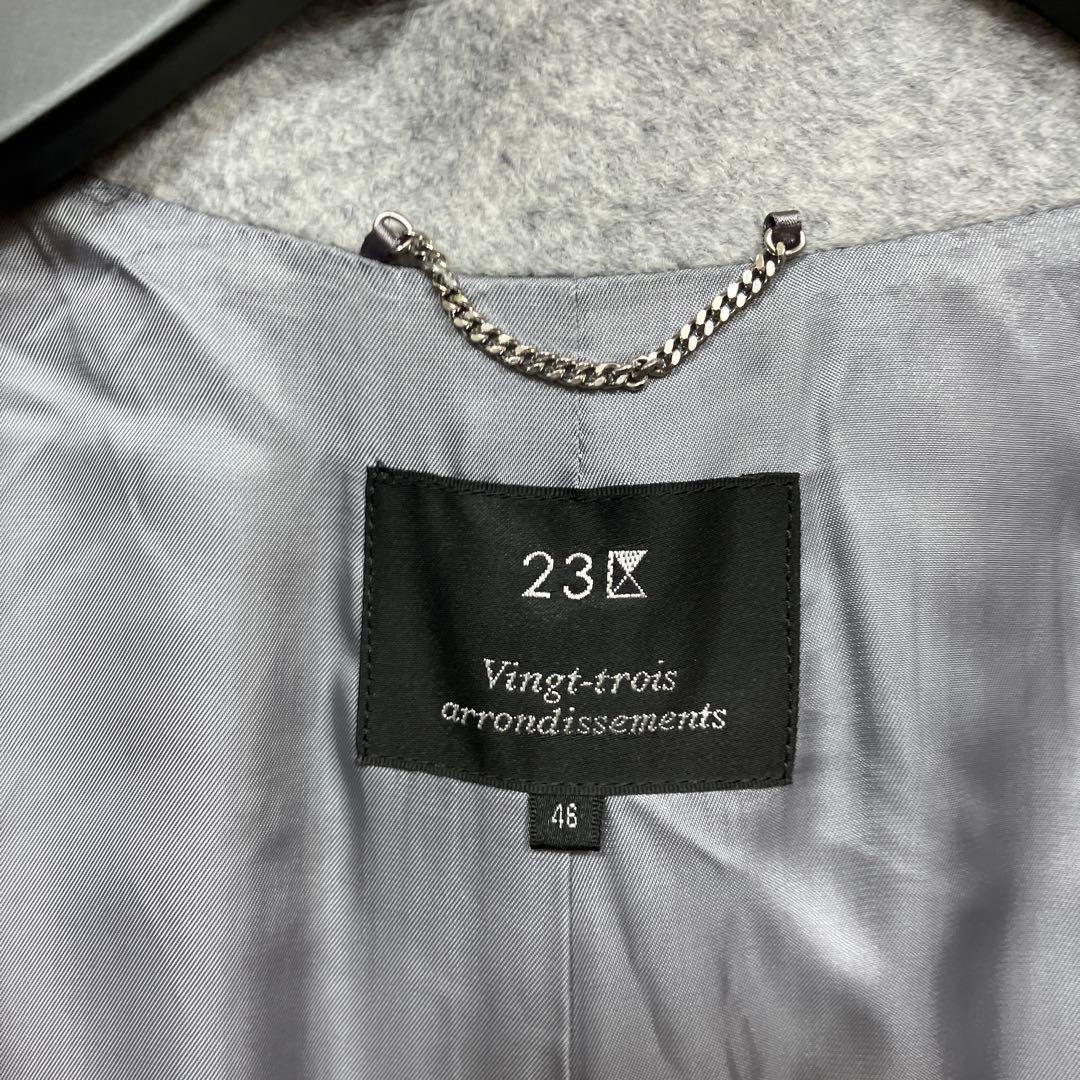 23区
Vingt-trois
arrondissements
46